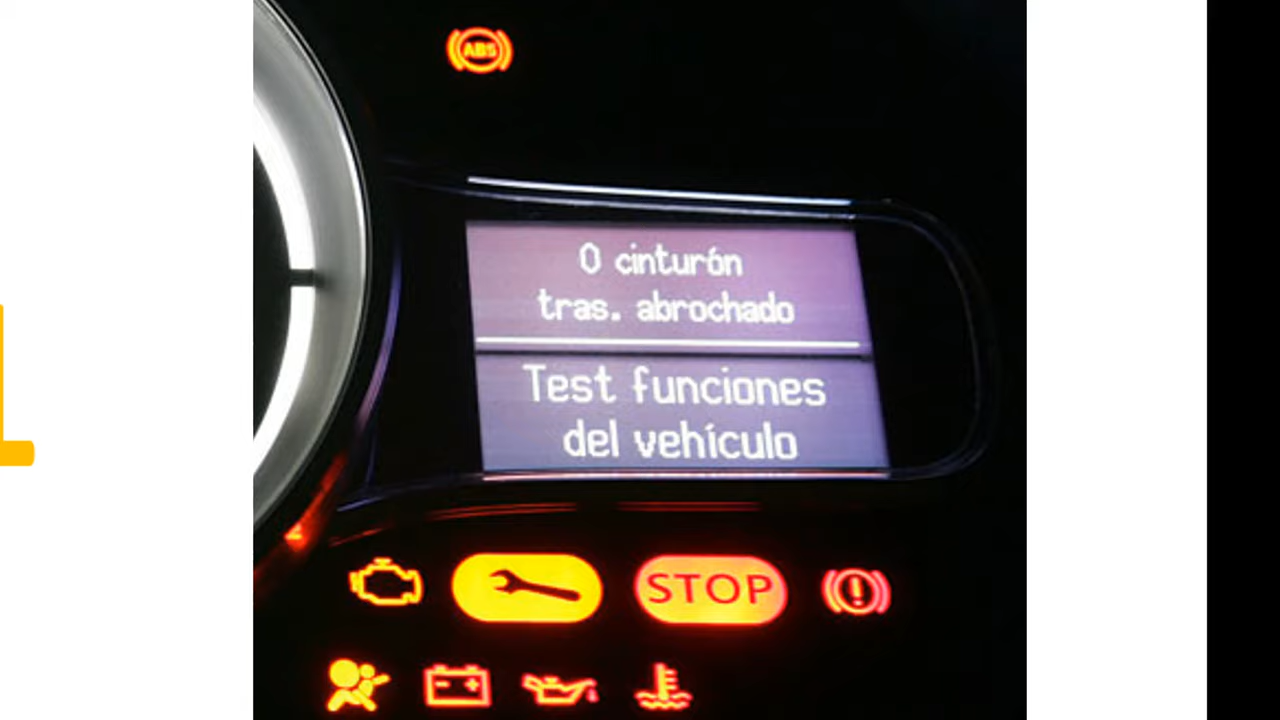 ABS
0 cinturón
tras. abrochado
Test funciones
del vehículo
STOP